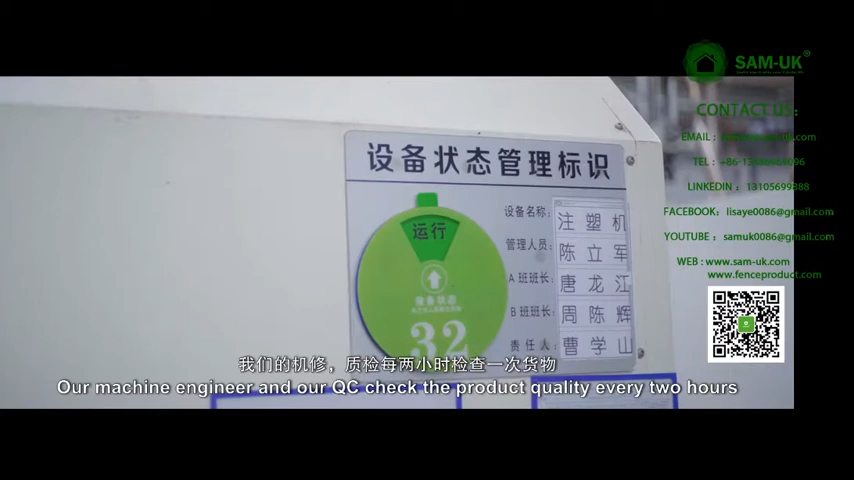 SAM-UK®
CONTACT US:
EMAIL :
TEL :
LINKEDIN : 13105699888
FACEBOOK: lisaye0086@gmail.com
YOUTUBE : samuk0086@gmail.com
WEB : www.sam-uk.com
www.fenceproduct.com
设备状态管理标识
运行
设备状态
32
设备名称: 注塑机
管理人员: 陈立军
A 班班长: 唐龙江
B 班班长: 周陈辉
责任人: 曹学山
我们的机修，质检每两小时检查一次货物
Our machine engineer and our QC check the product quality every two hours